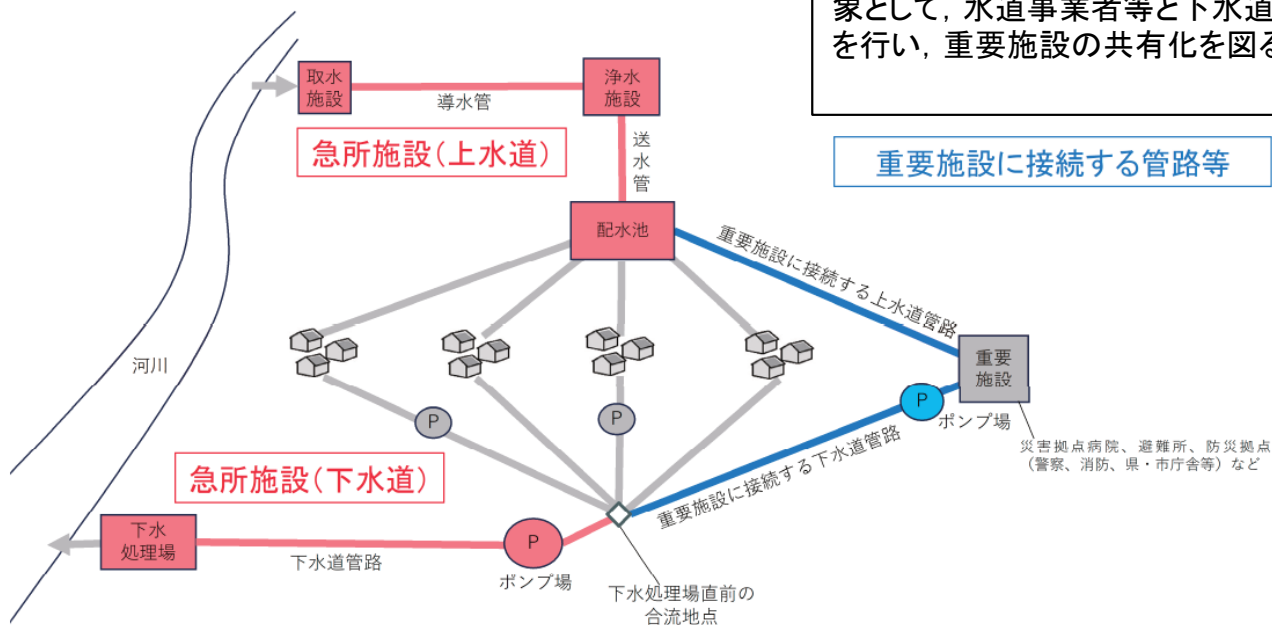 象として，水道事業者等と下水道
を行い，重要施設の共有化を図る
取水
施設
導水管
浄水
施設
急所施設（上水道）
送
水
管
重要施設に接続する管路等
配水池
重要施設に接続する上水道管路
河川
重要
施設
P
P
P
ポンプ場
災害拠点病院、避難所、防災拠点
（警察、消防、県・市庁舎等）など
重要施設に接続する下水道管路
急所施設（下水道）
下水
処理場
下水道管路
P
ポンプ場
下水処理場直前の
合流地点